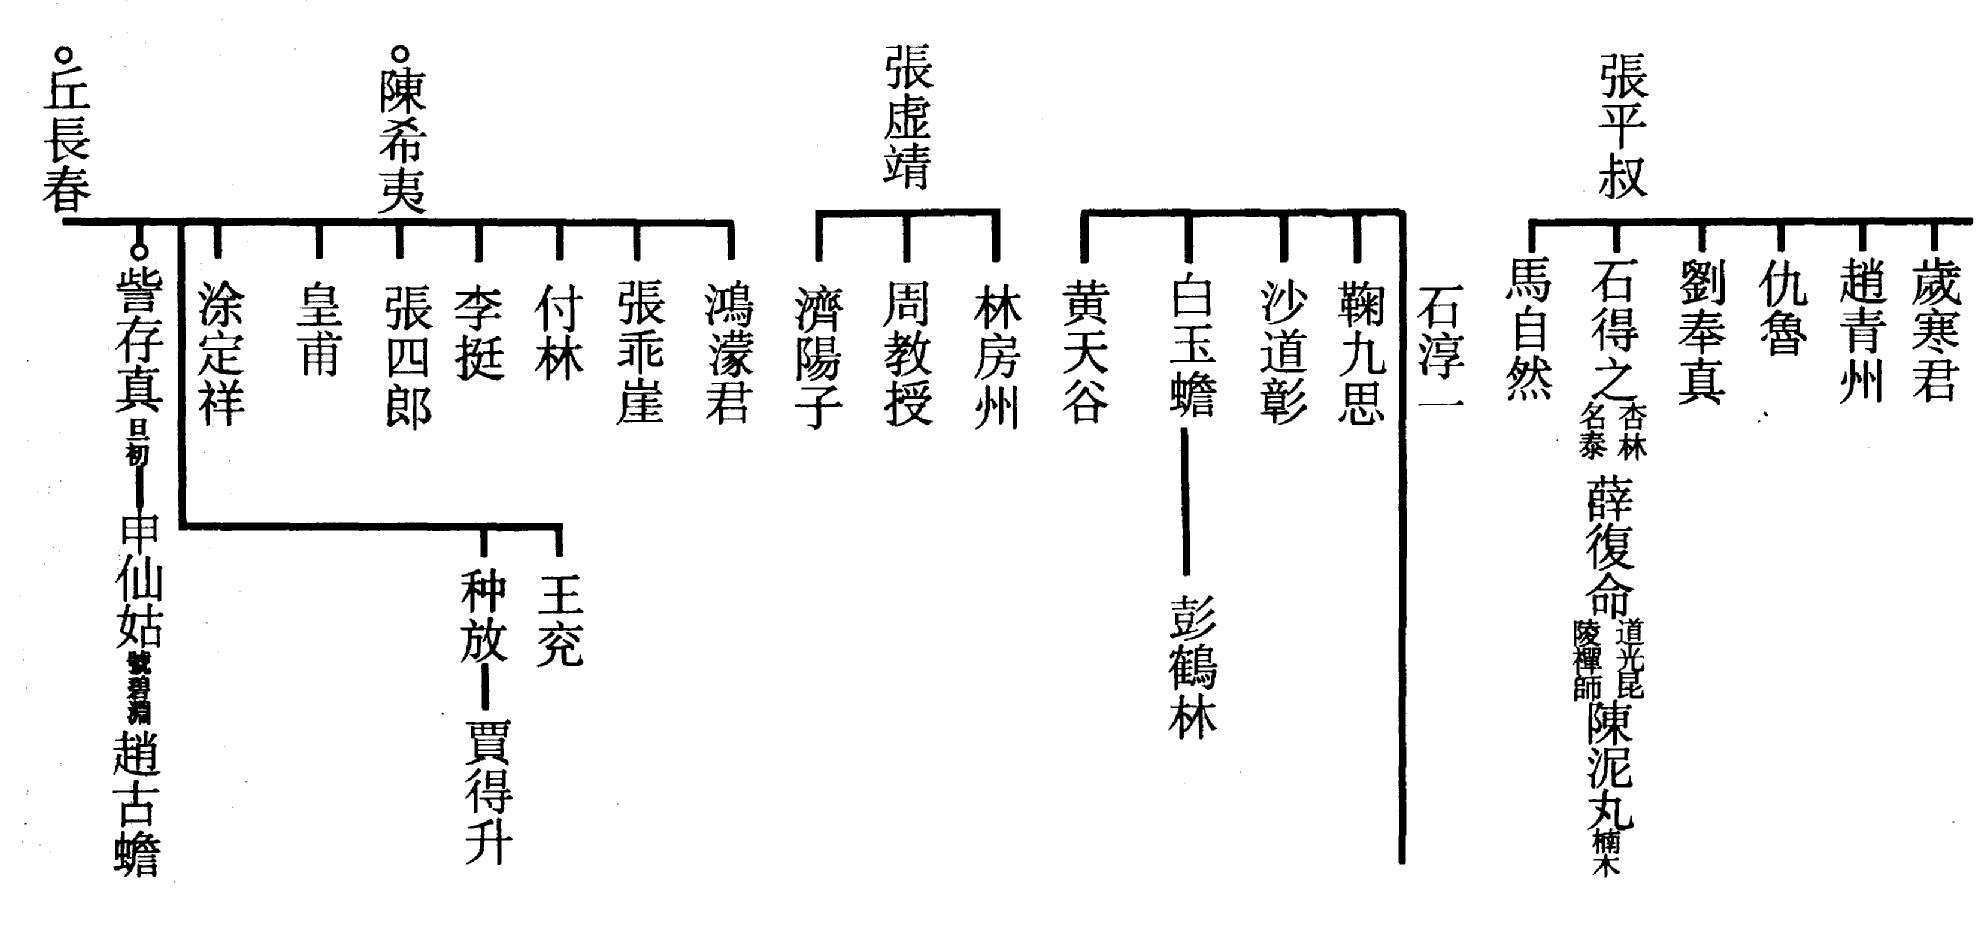 張平叔
歲寒君
趙青州
仇魯
劉奉真
石得之
杏林
名泰
薛復命
道光昆
陵禪師
陳泥丸
楠木
馬自然
石淳一
鞠九思
沙道彰
白玉蟾
彭鶴林
黄天谷
張虚靖
林房州
周教授
濟陽子
陳希夷
鴻濛君
張乖崖
付林
李挺
張四郎
皇甫
涂定祥
王兖
种放
賈得升
丘長春
訾存真
旦初
甲仙姑
號碧淵
趙古蟾